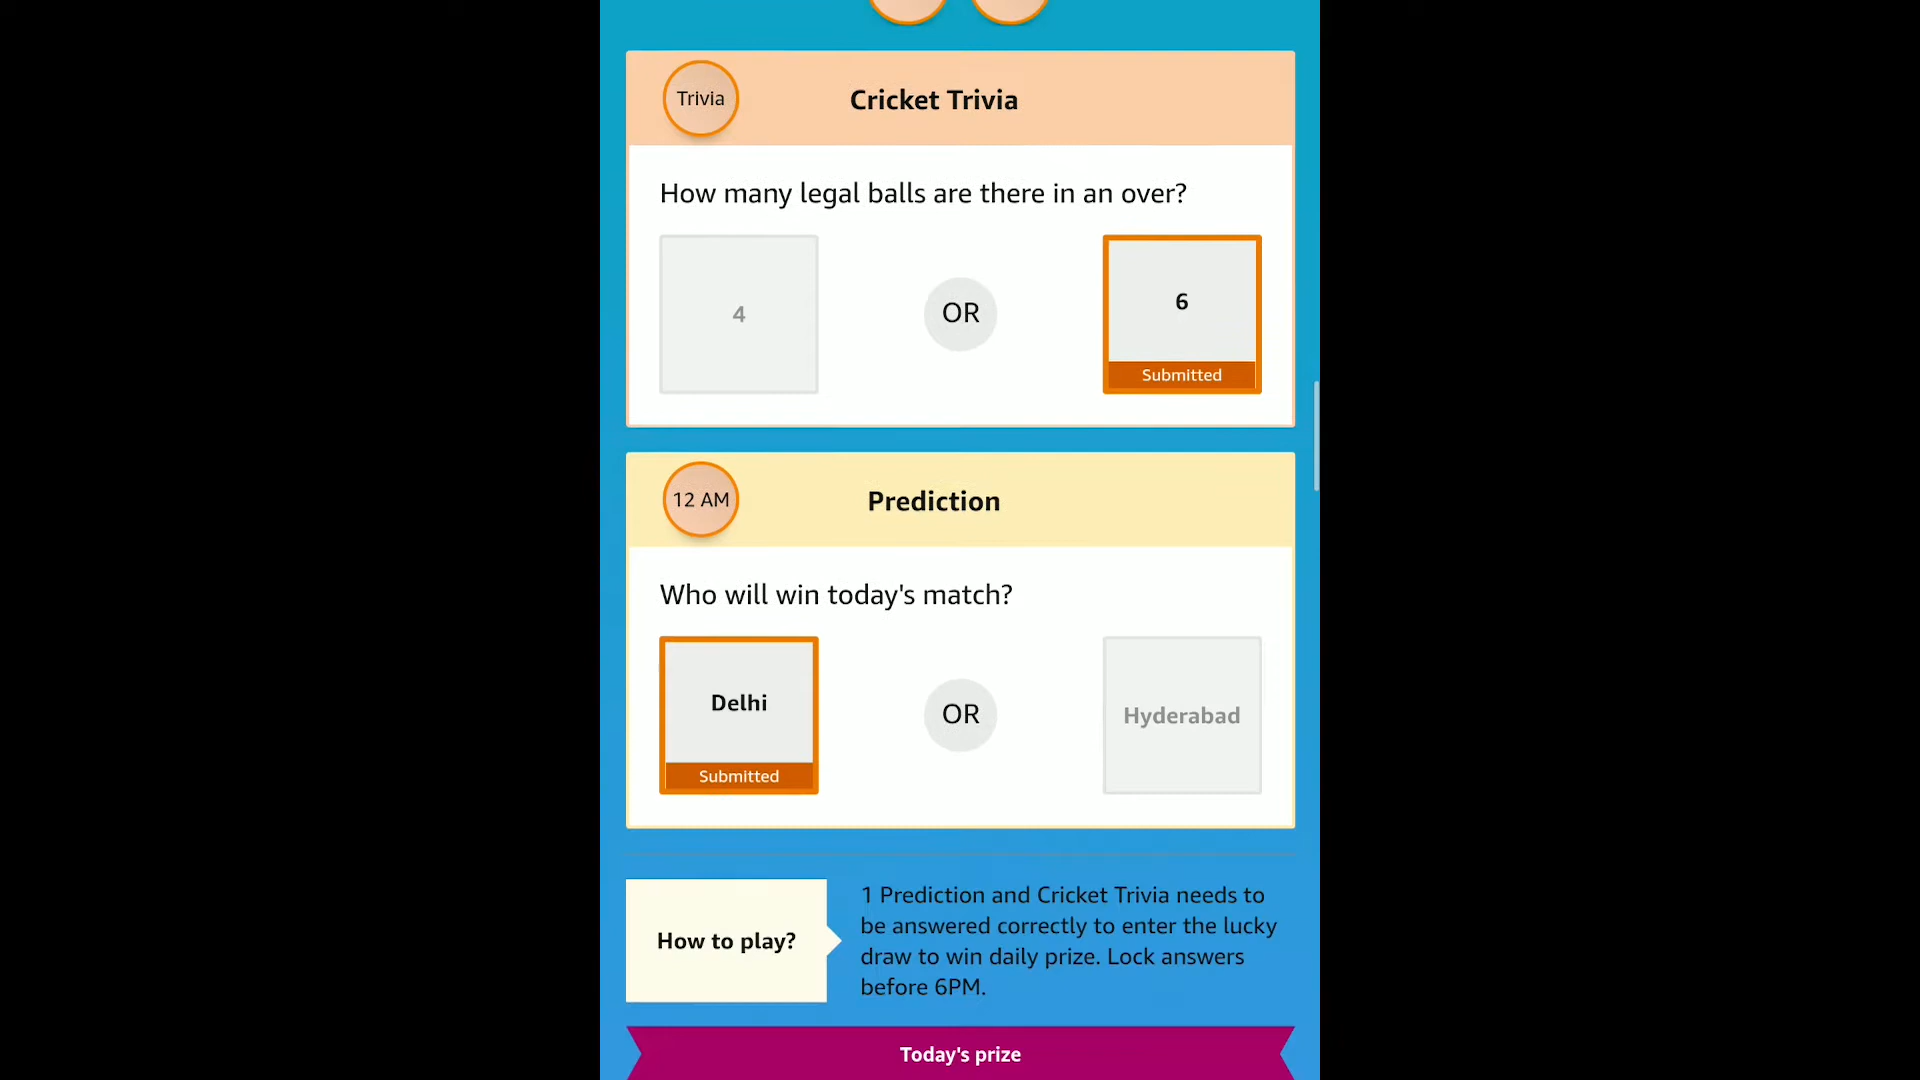 Trivia
Cricket Trivia
How many legal balls are there in an over?
4
OR
6
Submitted
12 AM
Prediction
Who will win today's match?
Delhi
Submitted
OR
Hyderabad
How to play?
1 Prediction and Cricket Trivia needs to
be answered correctly to enter the lucky
draw to win daily prize. Lock answers
before 6PM.
Today's prize